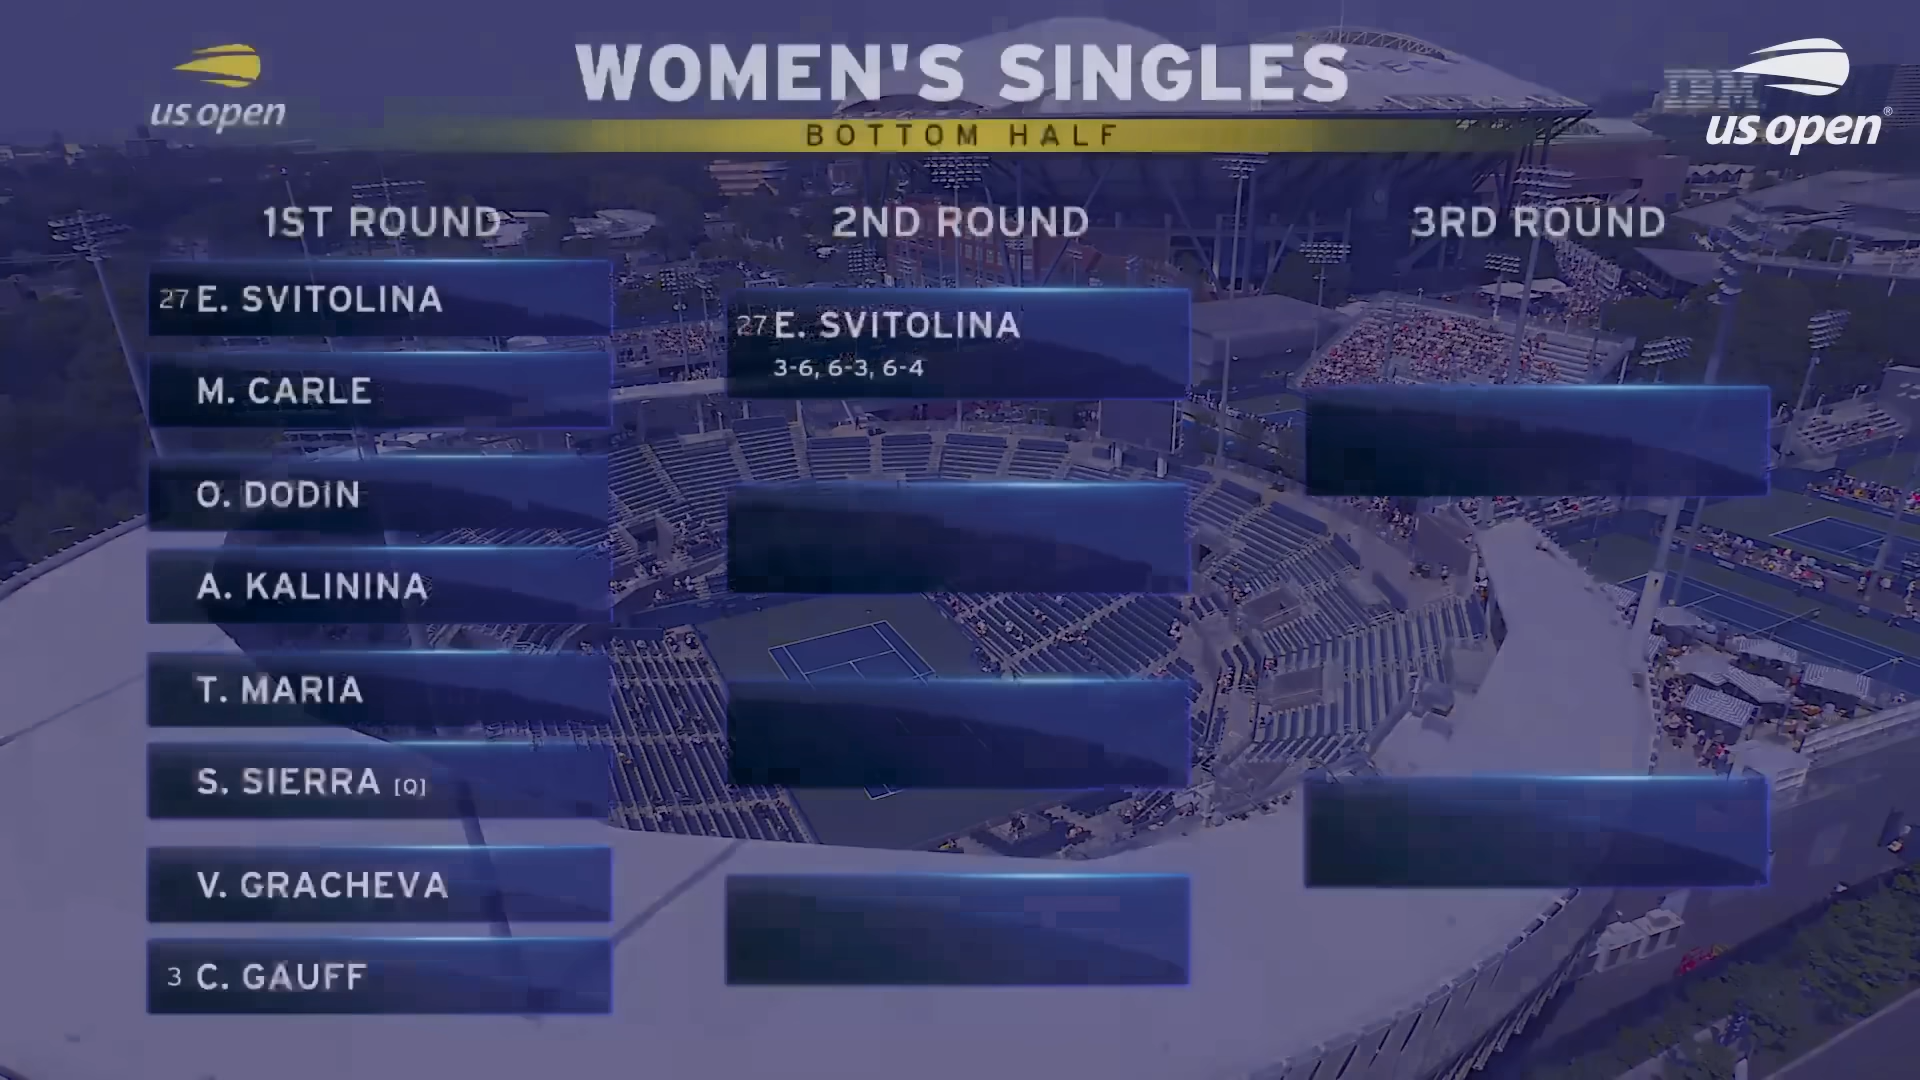 us open
WOMEN'S SINGLES
BOTTOM HALF
IBM
us open®
1ST ROUND
2ND ROUND
3RD ROUND
27 E. SVITOLINA
M. CARLE
O. DODIN
A. KALININA
T. MARIA
S. SIERRA [Q]
V. GRACHEVA
3 C. GAUFF
27 E. SVITOLINA
3-6, 6-3, 6-4